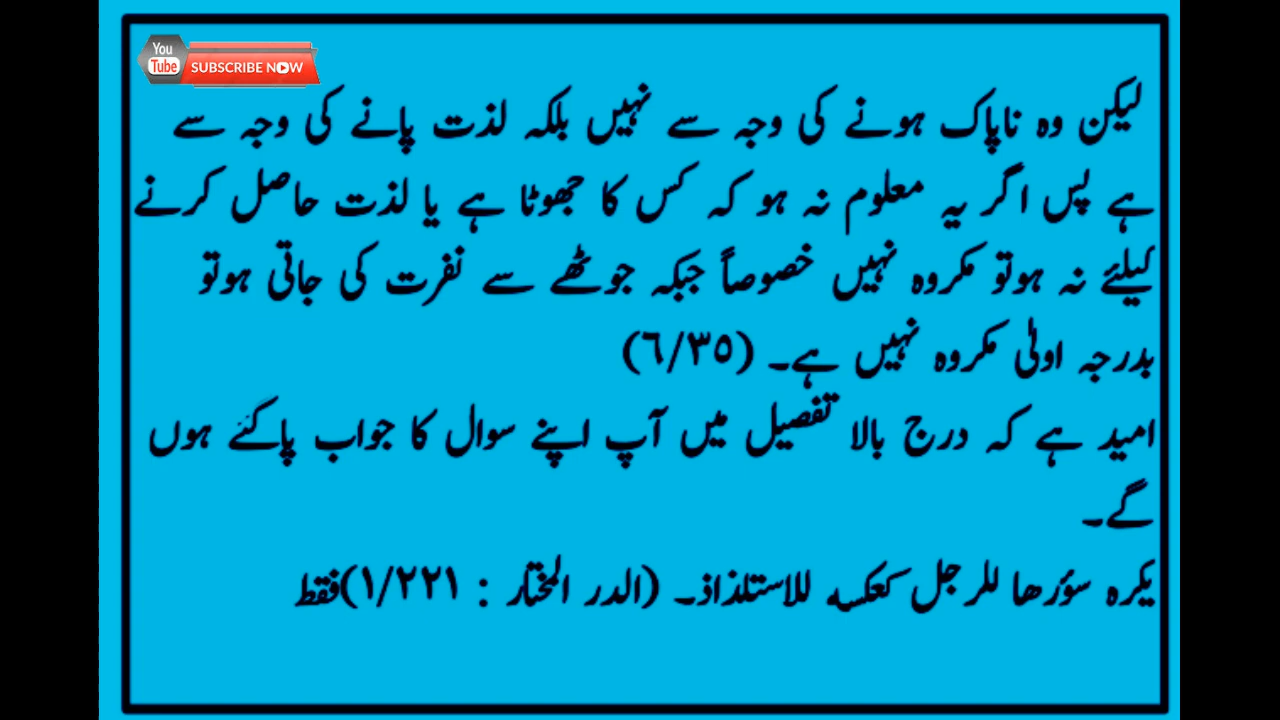 You
Tube
SUBSCRIBE NOW
لیکن وہ ناپاک ہونے کی وجہ سے نہیں بلکہ لذت پانے کی وجہ سے
ہے پس اگر یہ معلوم نہ ہو کہ کس کا جھوٹا ہے یا لذت حاصل کرنے
کیلئے نہ ہوتو مکروہ نہیں خصوصاً جبکہ جوٹھے سے نفرت کی جاتی ہوتو
بدرجہ اولیٰ مکروہ نہیں ہے۔ (٦/٣٥)
امید ہے کہ درج بالا تفصیل میں آپ اپنے سوال کا جواب پاگئے ہوں
گے۔
یکرہ سؤرھا للرجل کعکسہ للاستلذاذ۔ (الدر المختار : ١/٢٢١)فقط